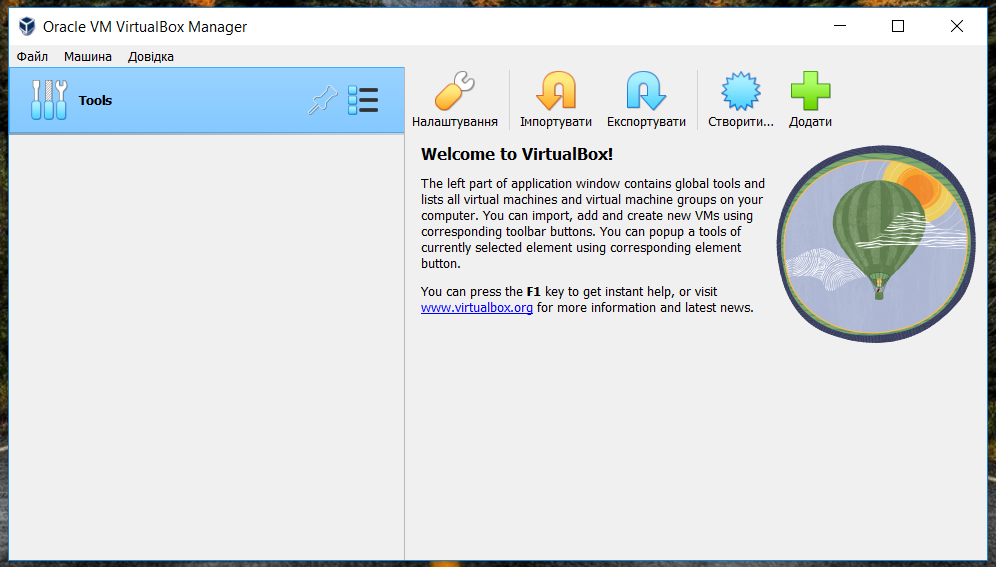 Oracle VM VirtualBox Manager
Файл Машина Довідка
Tools
Налаштування Імпортувати Експортувати Створити... Додати
Welcome to VirtualBox!
The left part of application window contains global tools and
lists all virtual machines and virtual machine groups on your
computer. You can import, add and create new VMs using
corresponding toolbar buttons. You can popup a tools of
currently selected element using corresponding element
button.
You can press the F1 key to get instant help, or visit
www.virtualbox.org for more information and latest news.